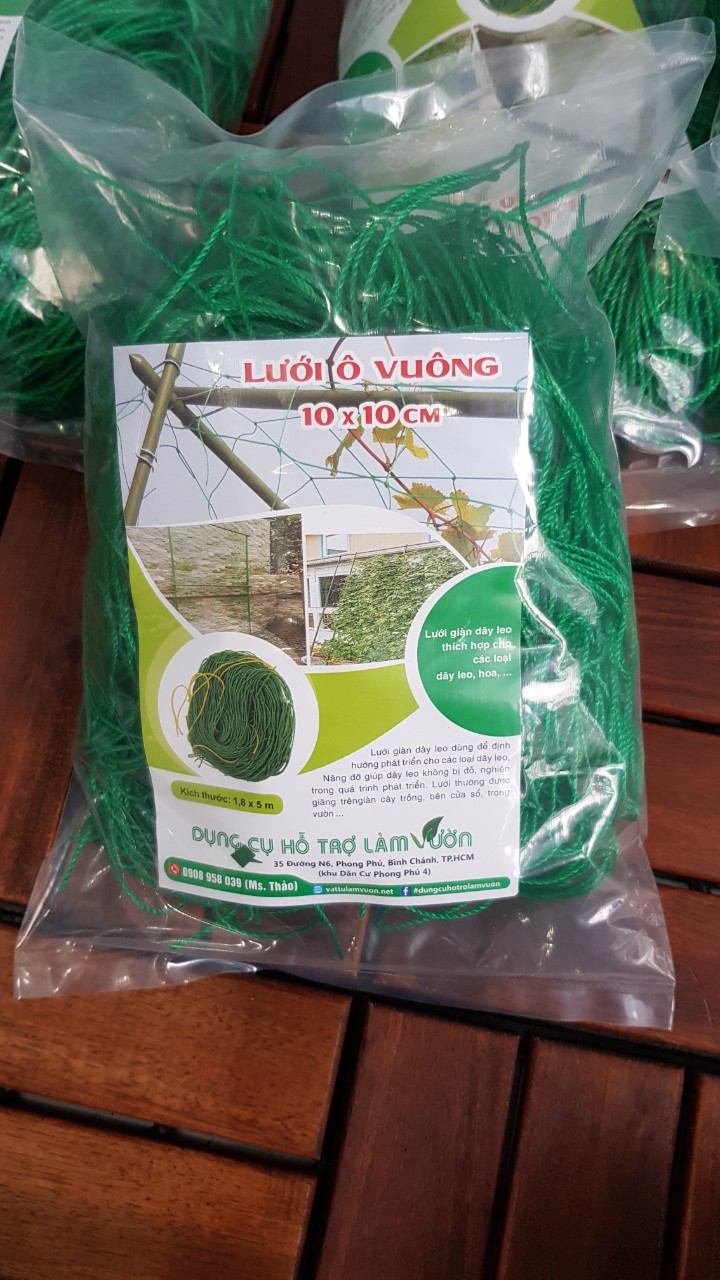 LƯỚI Ô VUÔNG
10 x 10 CM
Lưới giàn dây leo
thích hợp cho
các loại
dây leo, hoa, ...
Lưới giàn dây leo dùng để định
hướng phát triển cho các loại dây leo,
Nâng đỡ giúp dây leo không bị đổ, nghiên
trong quá trình phát triển. Lưới thường được
giăng trêngiàn cây trồng, bên cửa sổ, trong
vườn ...
Kích thước: 1,8 x 5 m
DỤNG CỤ HỖ TRỢ LÀM VƯỜN
35 Đường N6, Phong Phú, Bình Chánh, TP.HCM
(khu Dân Cư Phong Phú 4)
0908 958 039 (Ms. Thảo)
vattulamvuon.net
#dungcuhotrolamvuon